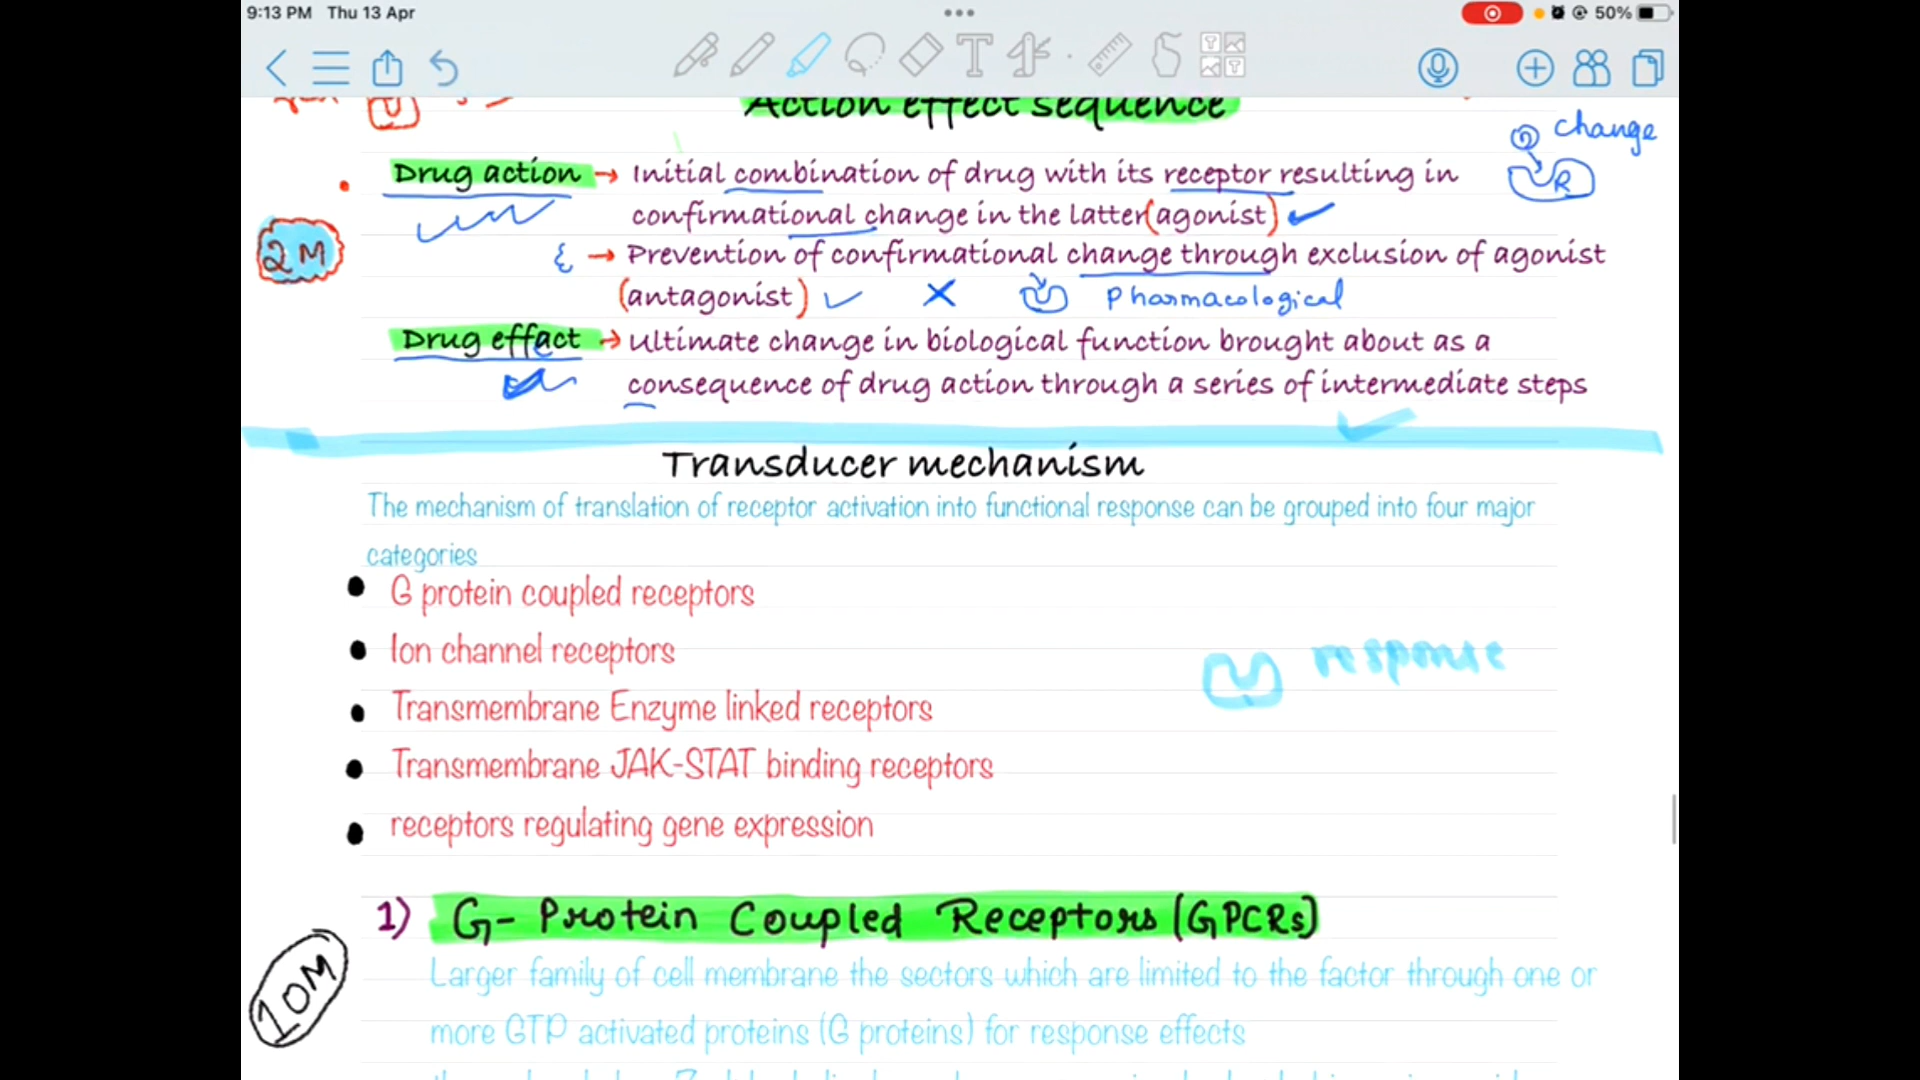 9:13 PM Thu 13 Apr
50%
Action effect sequence
change
Drug action → Initial combination of drug with its receptor resulting in
R
confirmational change in the latter (agonist)
2M
→ Prevention of confirmational change through exclusion of agonist
(antagonist) Pharmacological
Drug effect → ultimate change in biological function brought about as a
consequence of drug action through a series of intermediate steps
Transducer mechanism
The mechanism of translation of receptor activation into functional response can be grouped into four major
categories
• G protein coupled receptors
• Ion channel receptors
response
• Transmembrane Enzyme linked receptors
• Transmembrane JAK-STAT binding receptors
• receptors regulating gene expression
1) G- Protein Coupled Receptors (GPCRs)
10M
Larger family of cell membrane the sectors which are limited to the factor through one or
more GTP activated proteins (G proteins) for response effects